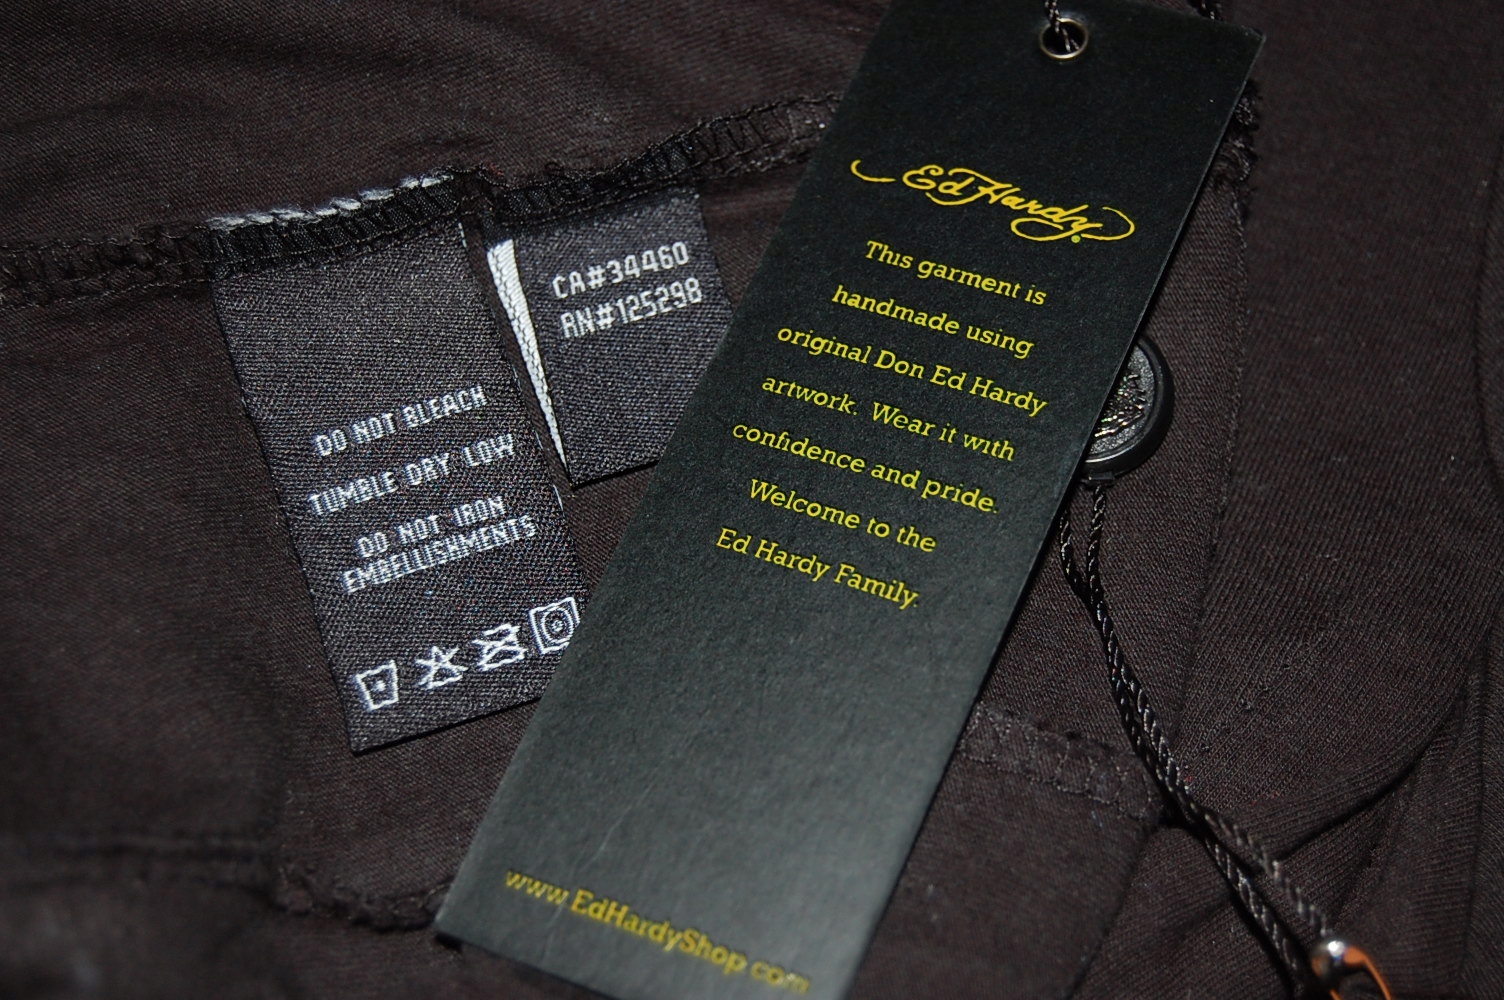 DO NOT BLEACH
TUMBLE DRY LOW
DO NOT IRON
EMBELLISHMENTS
CA#34460
RN#125298
Ed Hardy
This garment is
handmade using
original Don Ed Hardy
artwork. Wear it with
confidence and pride.
Welcome to the
Ed Hardy Family.
www.EdHardyShop.com